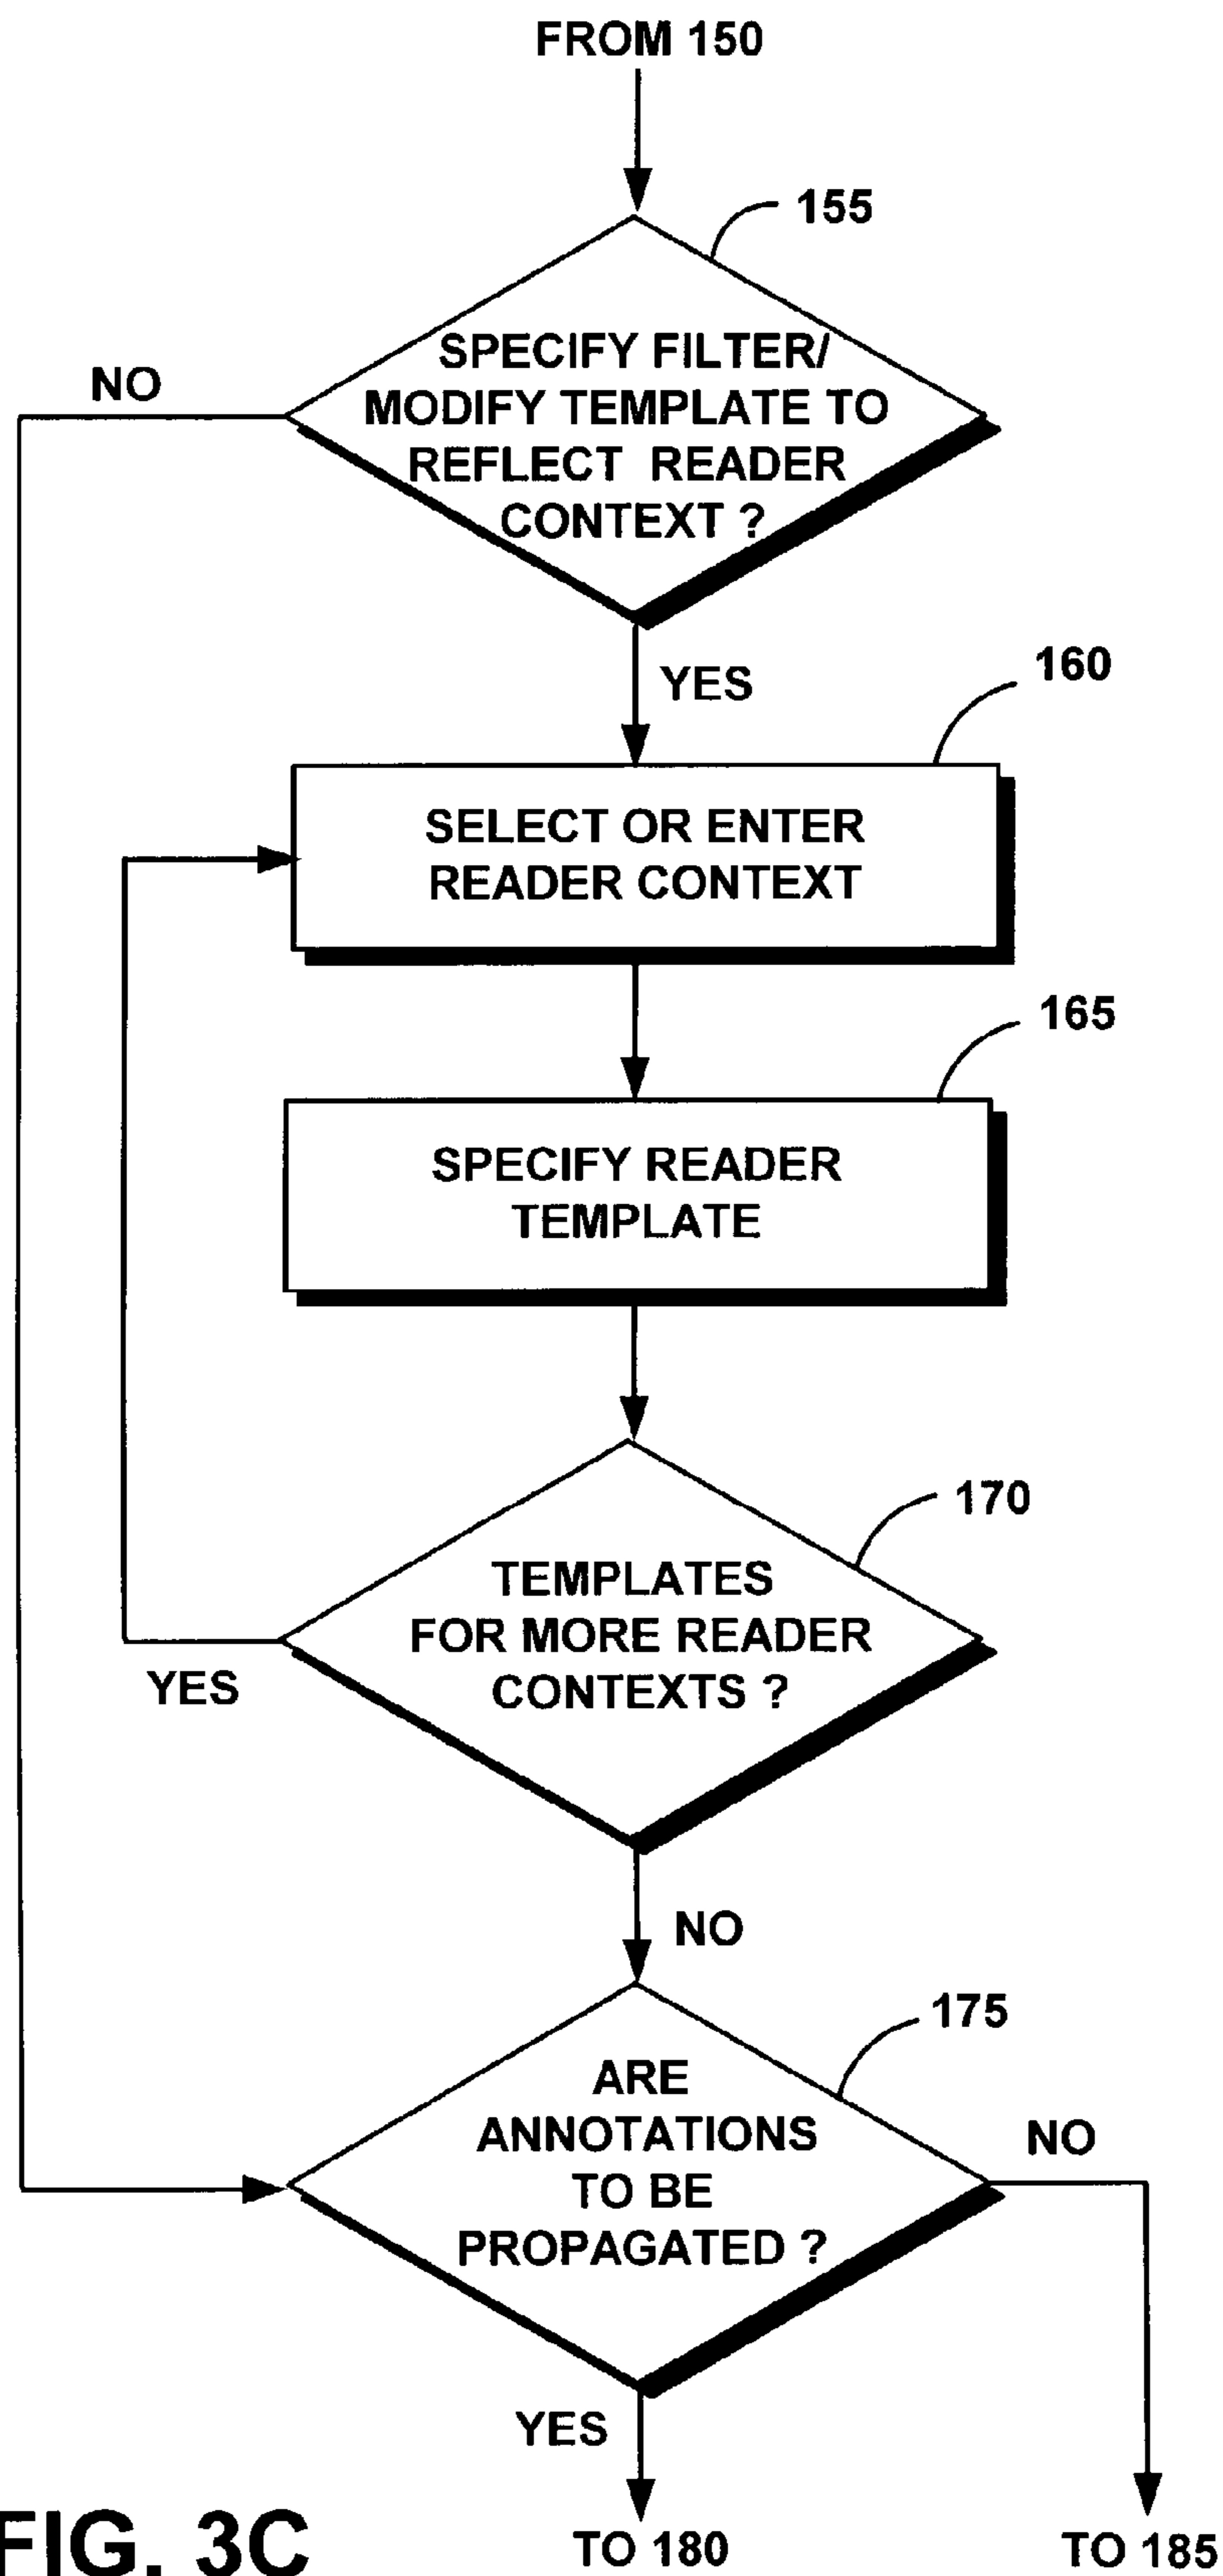 FROM 150
155
SPECIFY FILTER/
MODIFY TEMPLATE TO
REFLECT READER
CONTEXT ?
NO
YES
160
SELECT OR ENTER
READER CONTEXT
165
SPECIFY READER
TEMPLATE
170
TEMPLATES
FOR MORE READER
CONTEXTS ?
YES
NO
175
ARE
ANNOTATIONS
TO BE
PROPAGATED ?
NO
YES
TO 180
TO 185
FIG. 3C